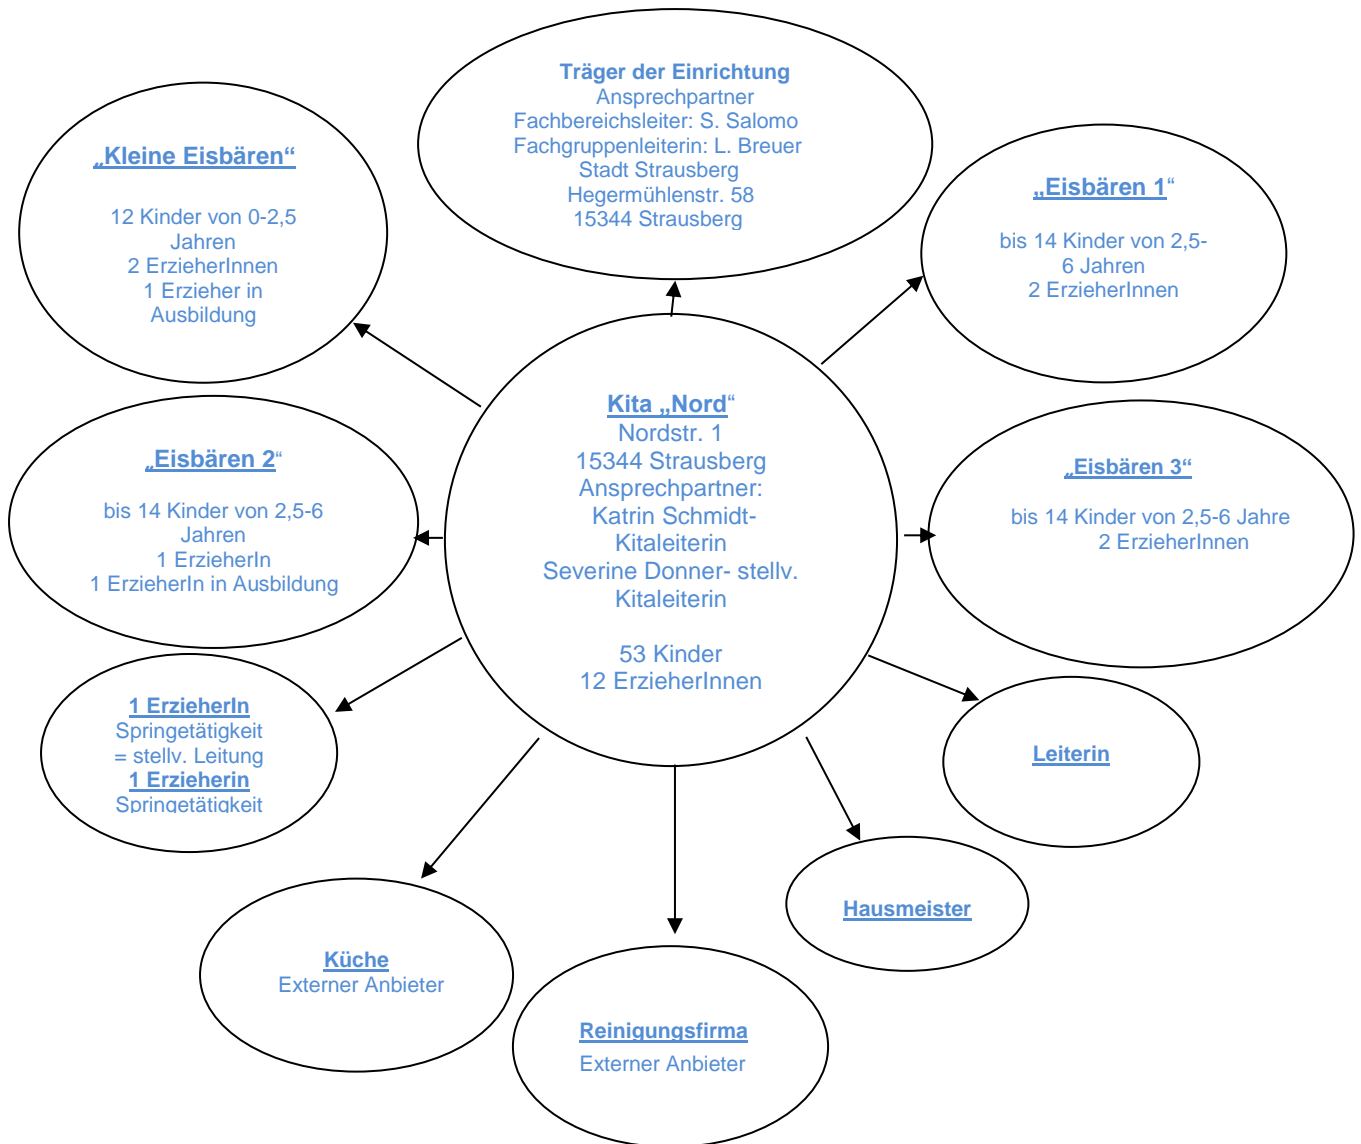 Träger der Einrichtung
Ansprechpartner
Fachbereichsleiter: S. Salomo
Fachgruppenleiterin: L. Breuer
Stadt Strausberg
Hegermühlenstr. 58
15344 Strausberg
„Kleine Eisbären“
12 Kinder von 0-2,5
Jahren
2 ErzieherInnen
1 Erzieher in
Ausbildung
„Eisbären 1“
bis 14 Kinder von 2,5-
6 Jahren
2 ErzieherInnen
Kita „Nord“
Nordstr. 1
15344 Strausberg
Ansprechpartner:
Katrin Schmidt-
Kitaleiterin
Severine Donner- stellv.
Kitaleiterin
53 Kinder
12 ErzieherInnen
„Eisbären 2“
bis 14 Kinder von 2,5-6
Jahren
1 ErzieherIn
1 ErzieherIn in Ausbildung
„Eisbären 3“
bis 14 Kinder von 2,5-6 Jahre
2 ErzieherInnen
1 ErzieherIn
Springetätigkeit
= stellv. Leitung
1 Erzieherin
Springetätigkeit
Leiterin
Hausmeister
Küche
Externer Anbieter
Reinigungsfirma
Externer Anbieter